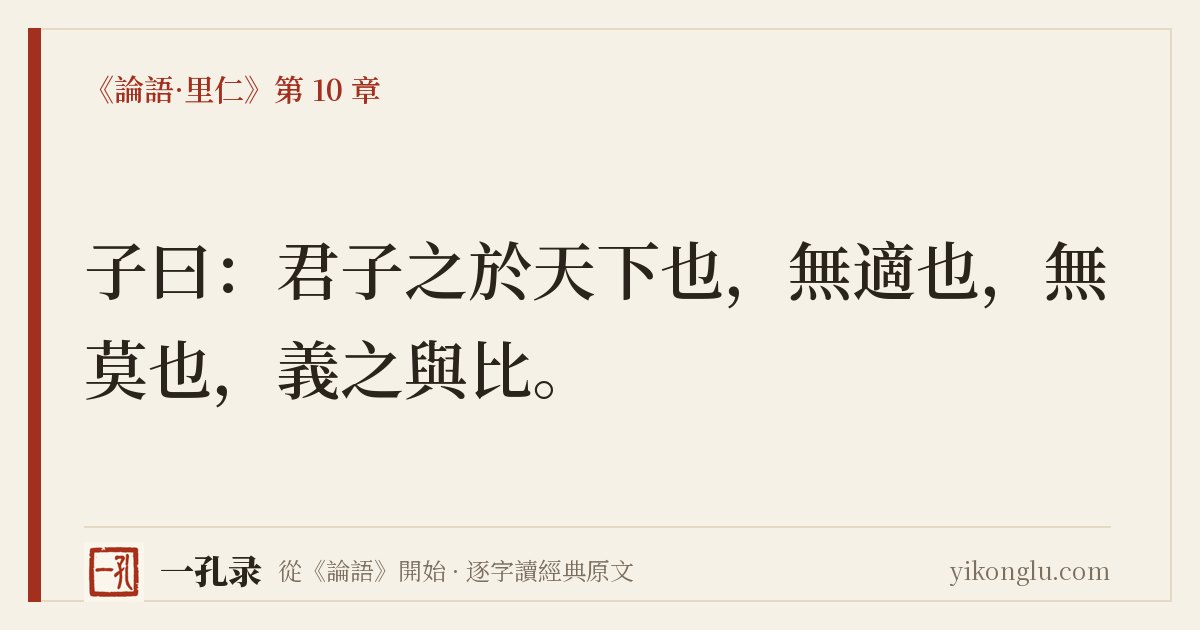 《論語·里仁》第 10 章
子曰：君子之於天下也，無適也，無
莫也，義之與比。
一孔
一孔录 從《論語》開始 · 逐字讀經典原文 yikonglu.com